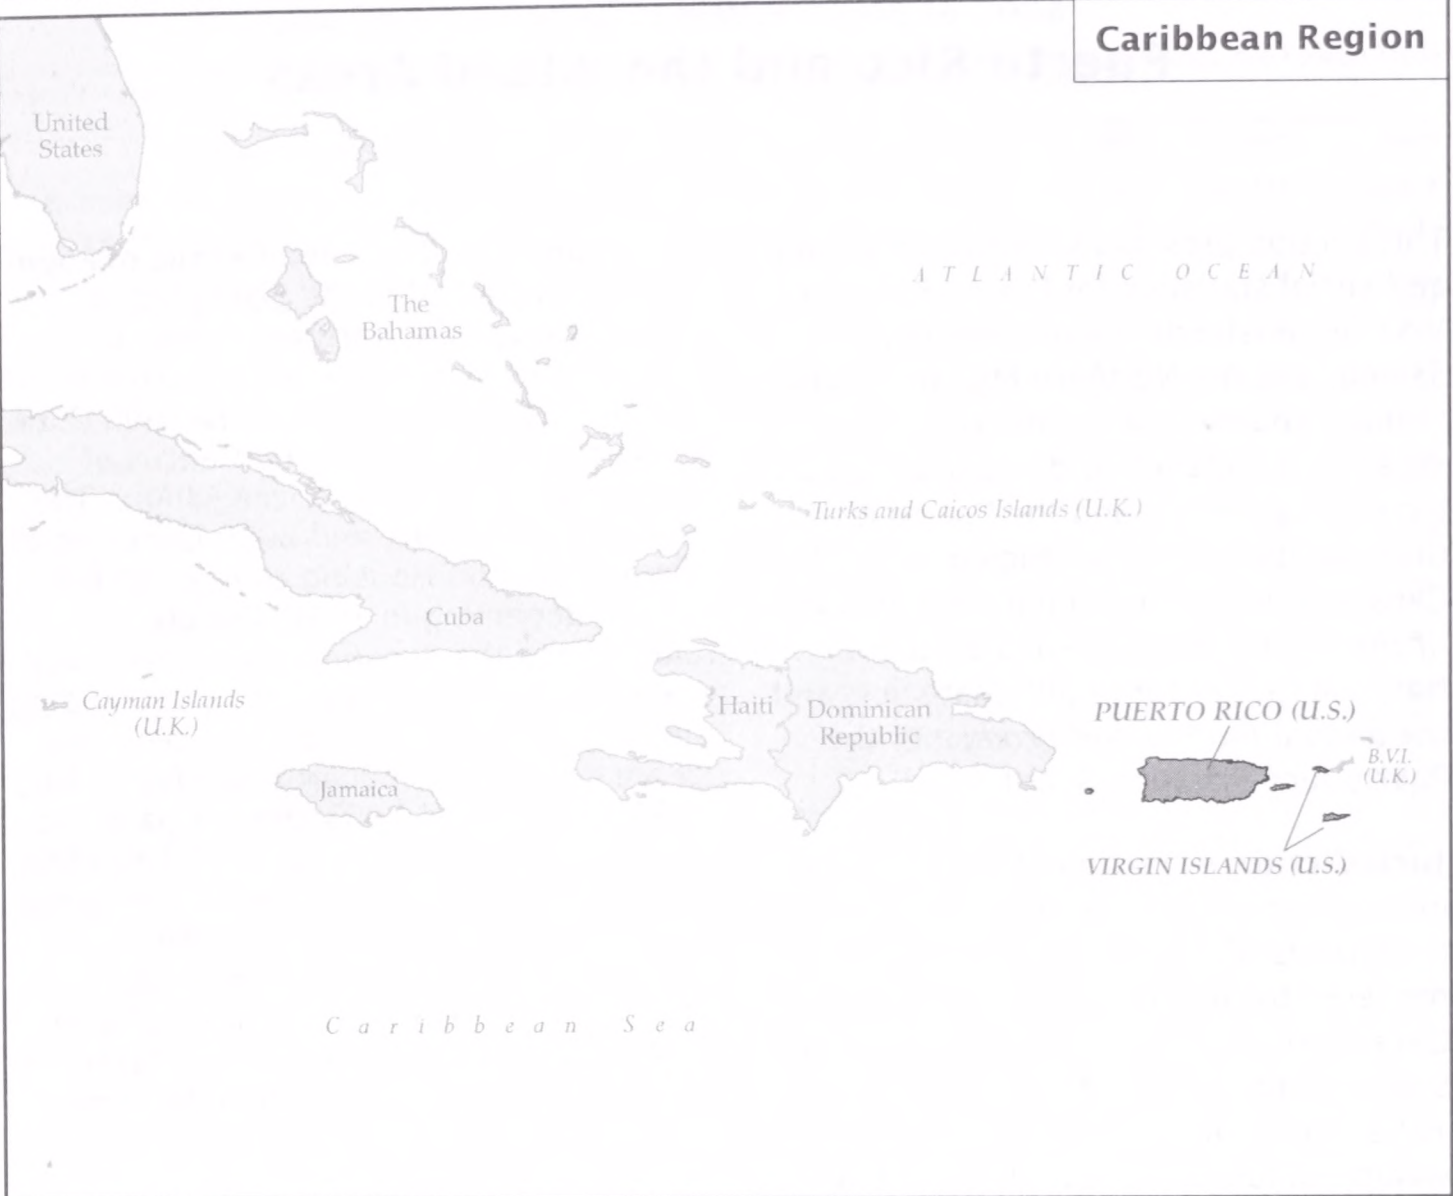 Caribbean Region
United
States
ATLANTIC OCEAN
The
Bahamas
Turks and Caicos Islands (U.K.)
Cuba
Cayman Islands
(U.K.)
Haiti
Dominican
Republic
PUERTO RICO (U.S.)
B.V.I.
(U.K.)
Jamaica
VIRGIN ISLANDS (U.S.)
Caribbean Sea